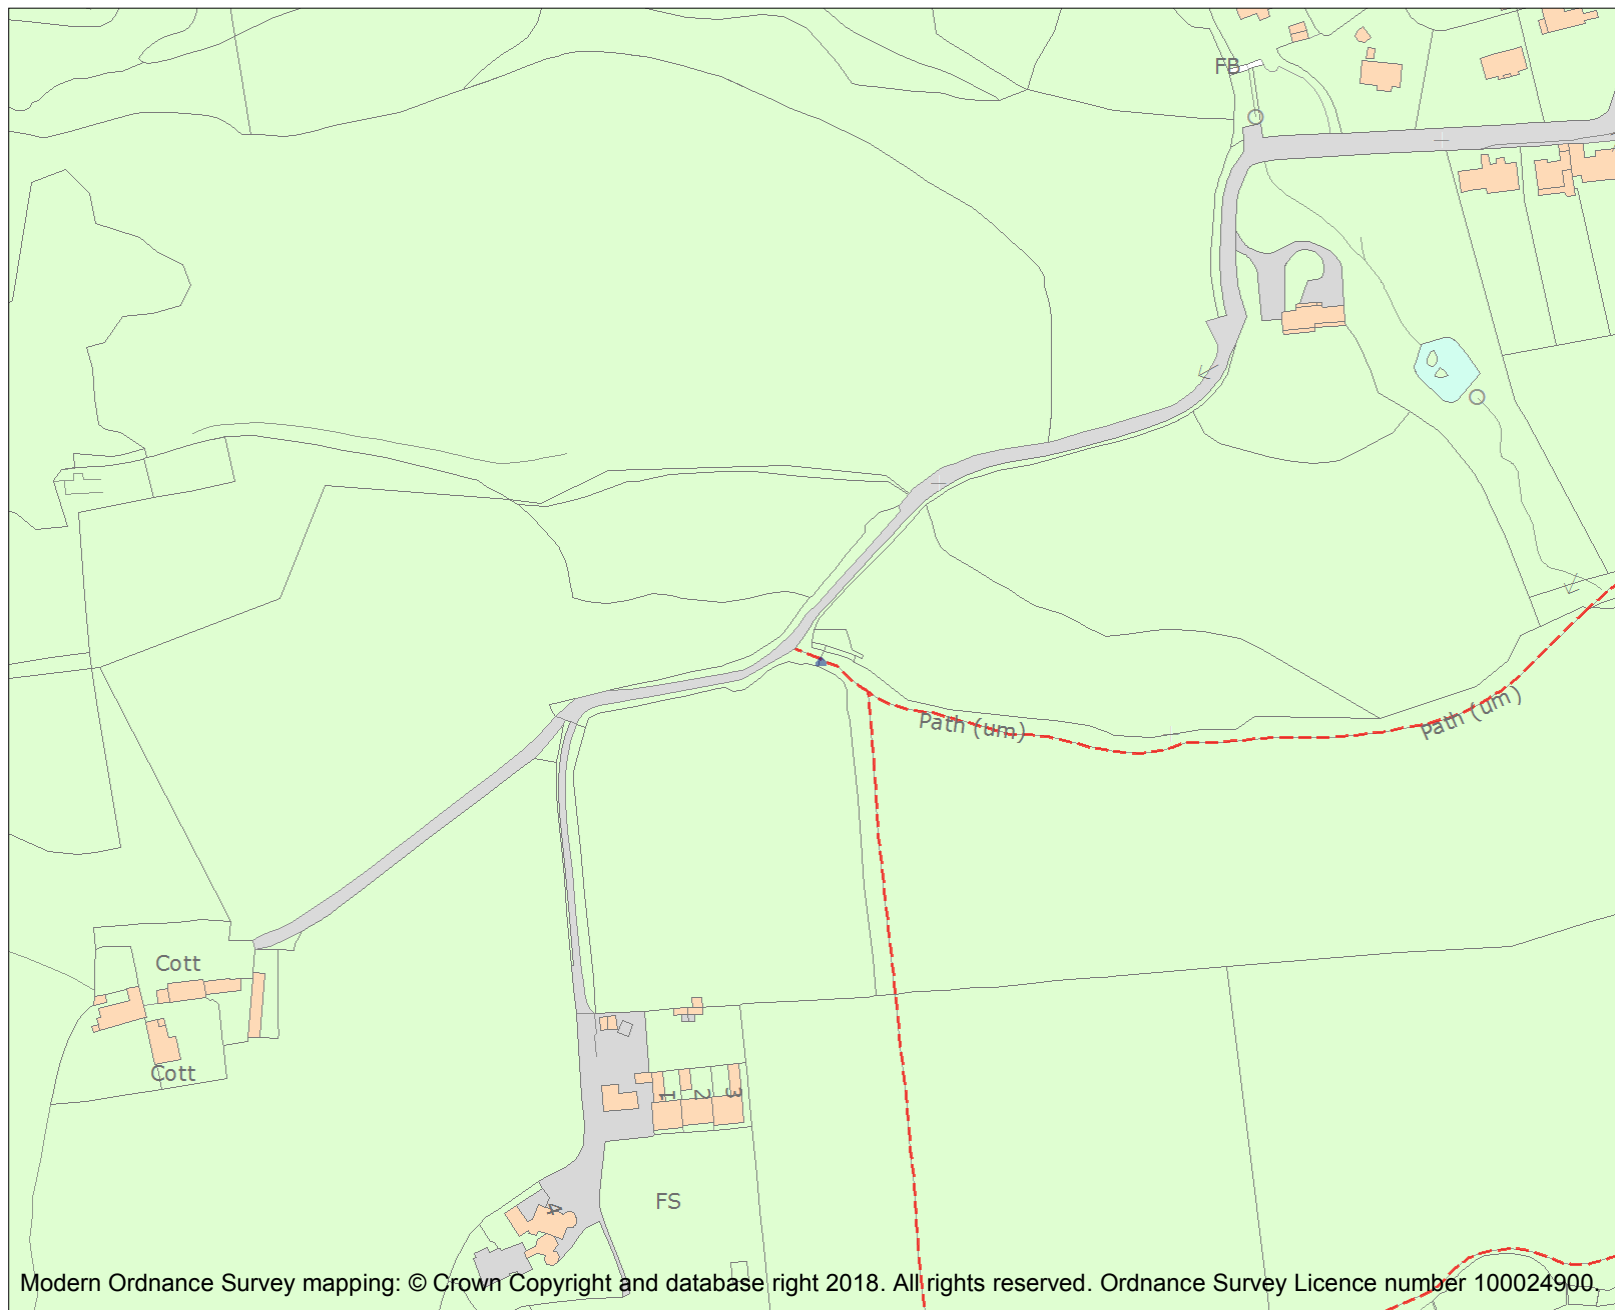 FB
Path (um)
Path (um)
Cott
Cott
1
2
3
4
FS
Modern Ordnance Survey mapping: © Crown Copyright and database right 2018. All rights reserved. Ordnance Survey Licence number 100024900.